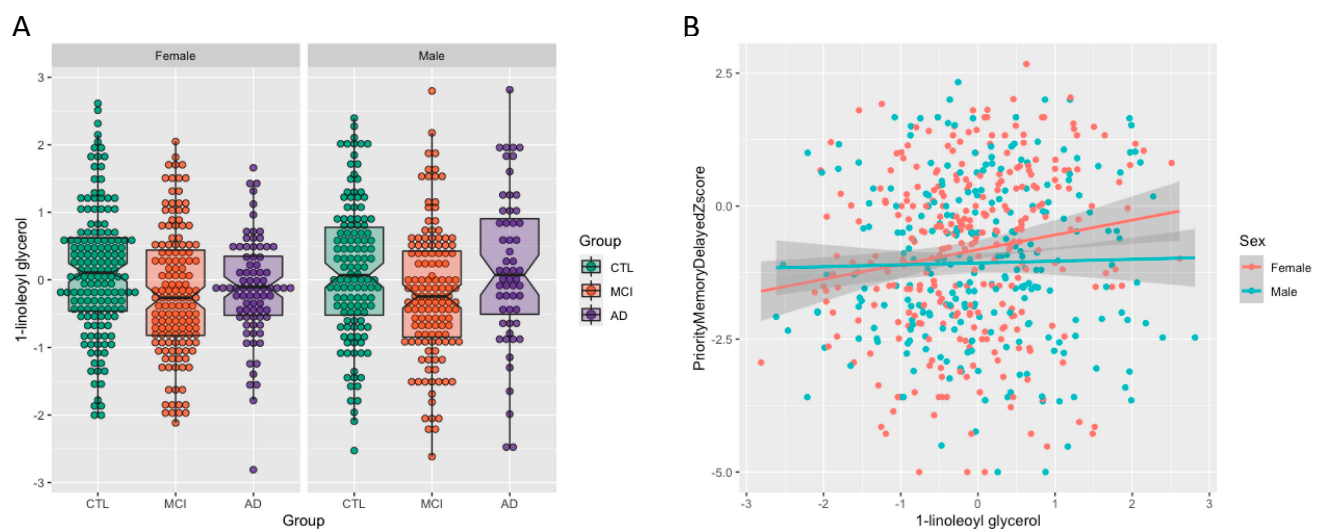 A
Female
Male
1-linoleoyl glycerol
3
2
1
0
-1
-2
-3
CTL
MCI
AD
CTL
MCI
AD
Group
Group
CTL
MCI
AD
B
PriorityMemoryDelayedZscore
2.5
0.0
-2.5
-5.0
-3
-2
-1
0
1
2
3
1-linoleoyl glycerol
Sex
Female
Male